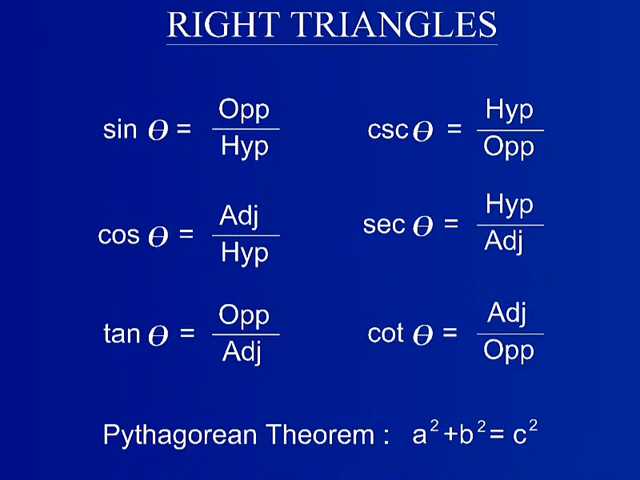 RIGHT TRIANGLES
sin θ = Opp/Hyp
csc θ = Hyp/Opp
cos θ = Adj/Hyp
sec θ = Hyp/Adj
tan θ = Opp/Adj
cot θ = Adj/Opp
Pythagorean Theorem : a² + b² = c²